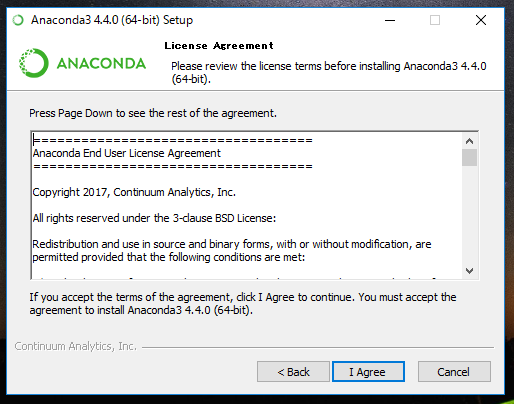 Anaconda3 4.4.0 (64-bit) Setup
License Agreement
Please review the license terms before installing Anaconda3 4.4.0
(64-bit).
ANACONDA
Press Page Down to see the rest of the agreement.
===================================
Anaconda End User License Agreement
===================================
Copyright 2017, Continuum Analytics, Inc.
All rights reserved under the 3-clause BSD License:
Redistribution and use in source and binary forms, with or without modification, are
permitted provided that the following conditions are met:
If you accept the terms of the agreement, click I Agree to continue. You must accept the
agreement to install Anaconda3 4.4.0 (64-bit).
Continuum Analytics, Inc.
< Back
I Agree
Cancel